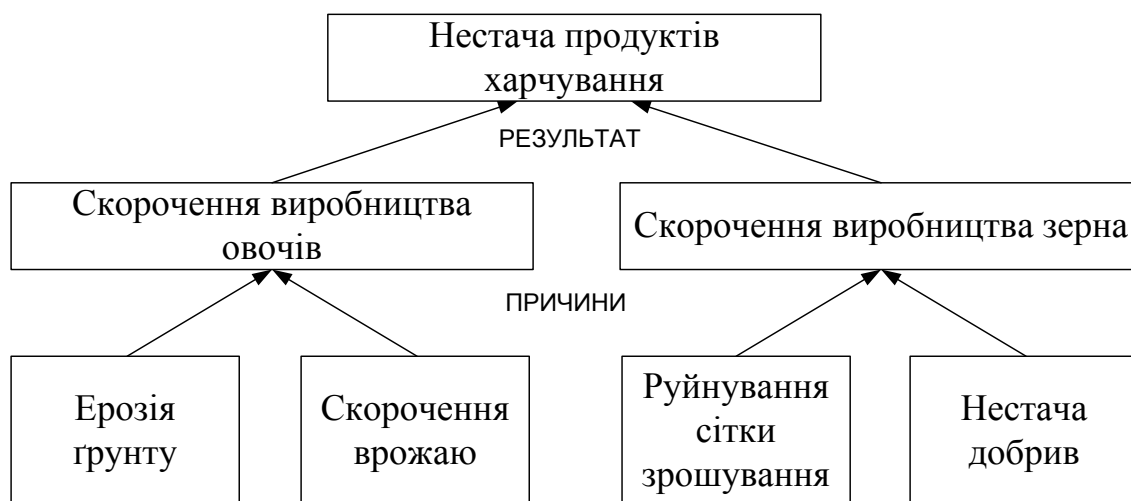 Нестача продуктів
харчування
РЕЗУЛЬТАТ
Скорочення виробництва
овочів
Скорочення виробництва зерна
ПРИЧИНИ
Ерозія
ґрунту
Скорочення
врожаю
Руйнування
сітки
зрошування
Нестача
добрив